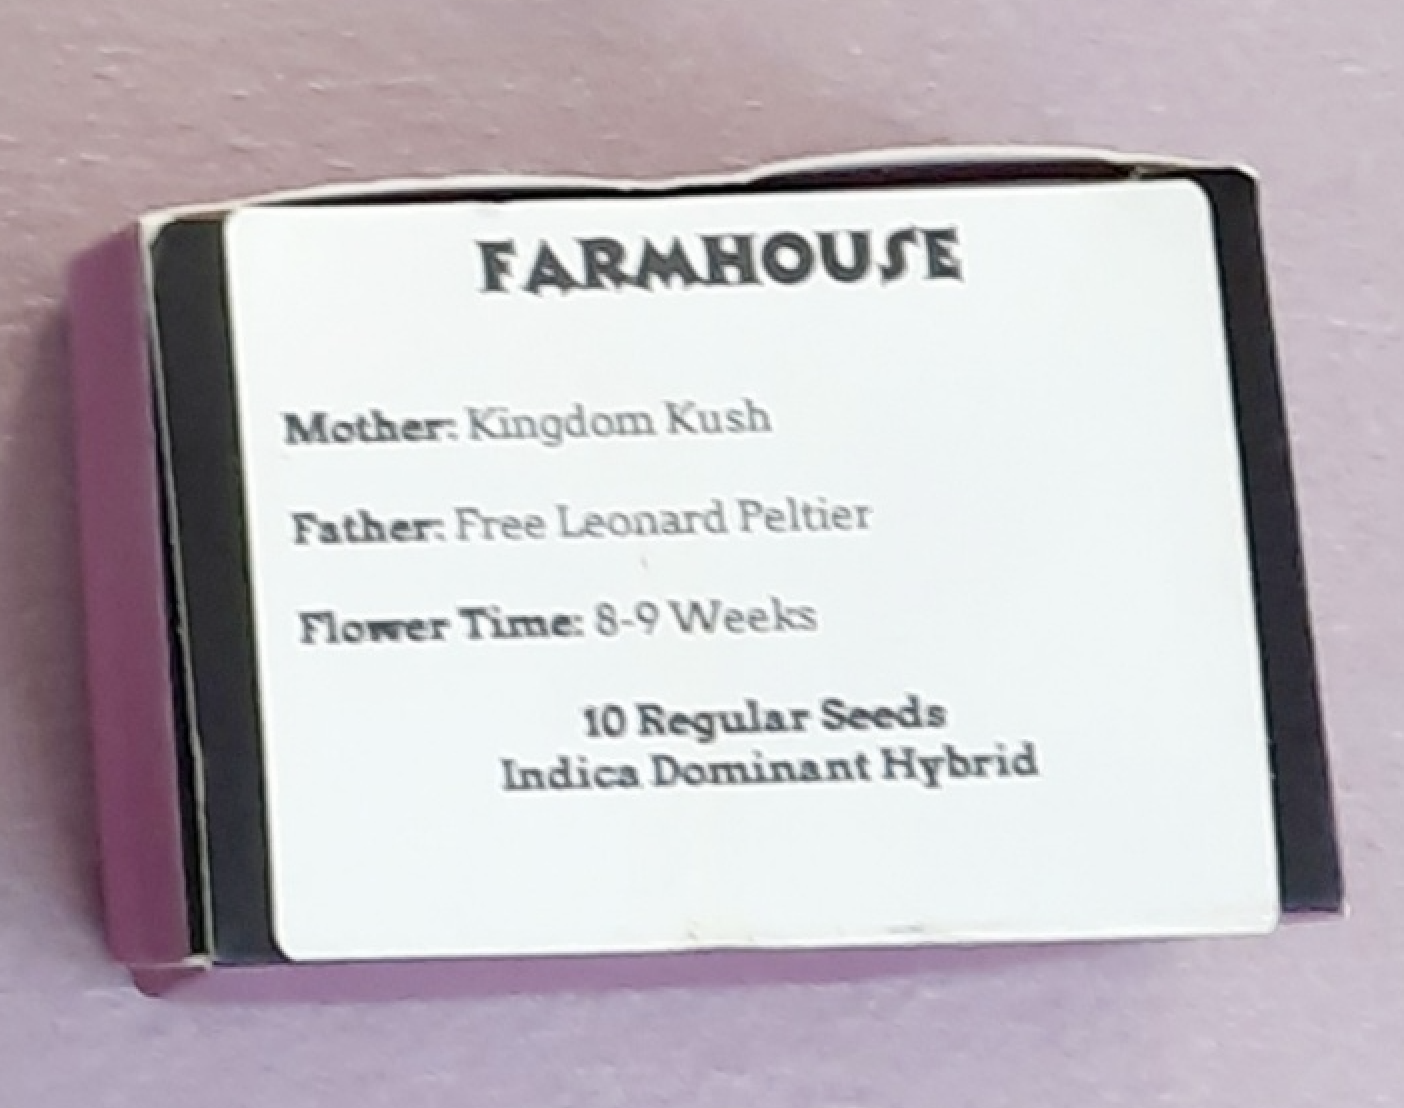 FARMHOUSE
Mother: Kingdom Kush
Father: Free Leonard Peltier
Flower Time: 8-9 Weeks
10 Regular Seeds
Indica Dominant Hybrid